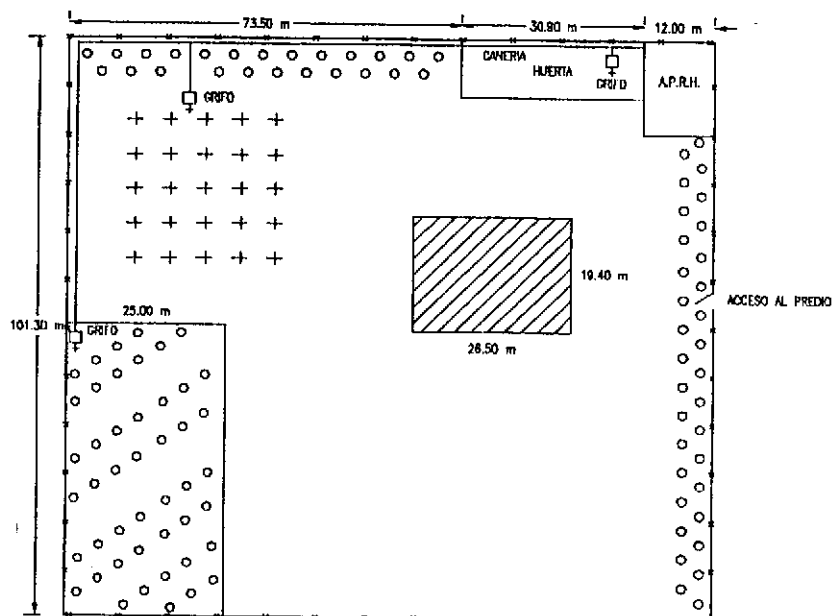 73.50 m
30.90 m
12.00 m
CAÑERIA
HUERTA
GRIFO
A.P.R.H.
GRIFO
19.40 m
ACCESO AL PREDIO
25.00 m
101.30 m
GRIFO
26.50 m